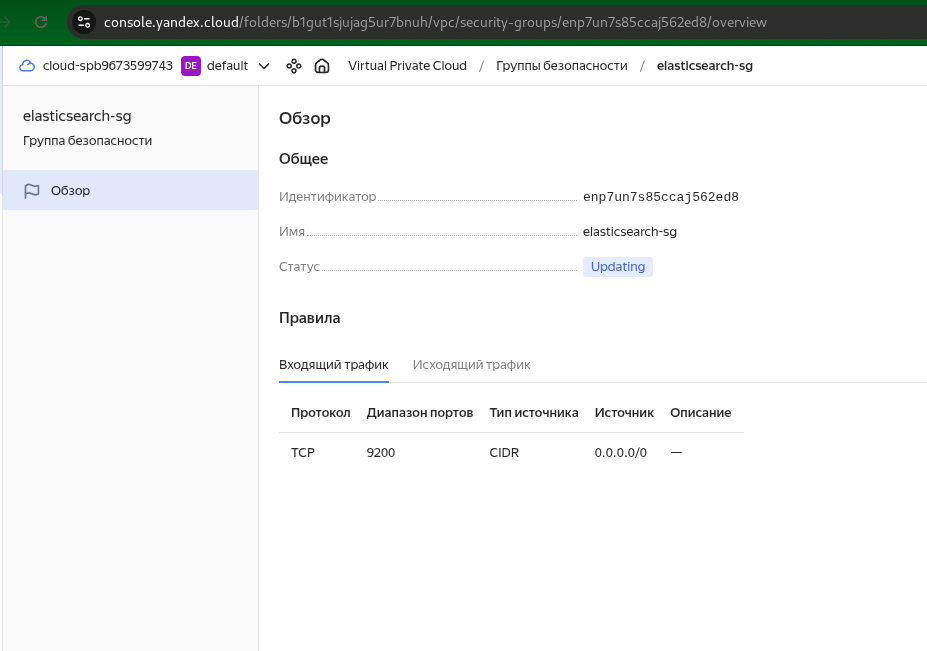 console.yandex.cloud/folders/b1gut1sjujag5ur7bnuh/vpc/security-groups/enp7un7s85ccaj562ed8/overview
cloud-spb9673599743 DE default Virtual Private Cloud / Группы безопасности / elasticsearch-sg
elasticsearch-sg
Группа безопасности
Обзор
Обзор
Общее
Идентификатор enp7un7s85ccaj562ed8
Имя elasticsearch-sg
Статус Updating
Правила
Входящий трафик Исходящий трафик
Протокол Диапазон портов Тип источника Источник Описание
TCP 9200 CIDR 0.0.0.0/0 —